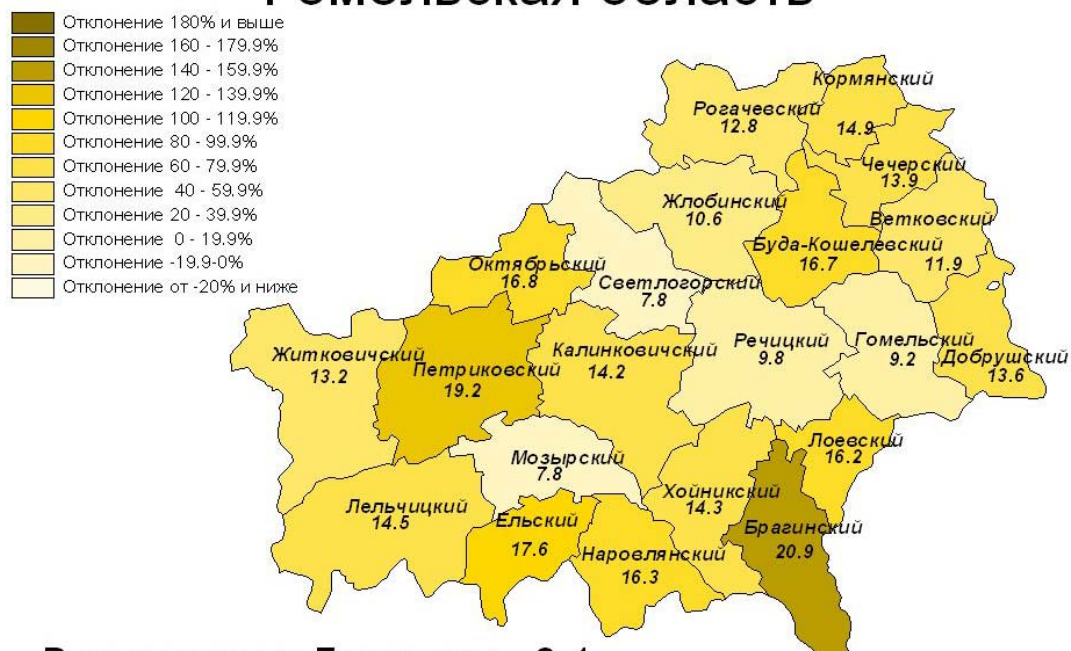 Гомельская область
Отклонение 180% и выше
Отклонение 160 - 179.9%
Отклонение 140 - 159.9%
Отклонение 120 - 139.9%
Отклонение 100 - 119.9%
Отклонение 80 - 99.9%
Отклонение 60 - 79.9%
Отклонение 40 - 59.9%
Отклонение 20 - 39.9%
Отклонение 0 - 19.9%
Отклонение -19.9-0%
Отклонение от -20% и ниже
Кормянский
14.9
Рогачевский
12.8
Чечерский
13.9
Жлобинский
10.6
Ветковский
11.9
Буда-Кошелевский
16.7
Октябрьский
16.8
Светлогорский
7.8
Житковичский
13.2
Петриковский
19.2
Калинковичский
14.2
Речицкий
9.8
Гомельский
9.2
Добрушский
13.6
Лоевский
16.2
Мозырский
7.8
Хойникский
14.3
Лельчицкий
14.5
Ельский
17.6
Наровлянский
16.3
Брагинский
20.9